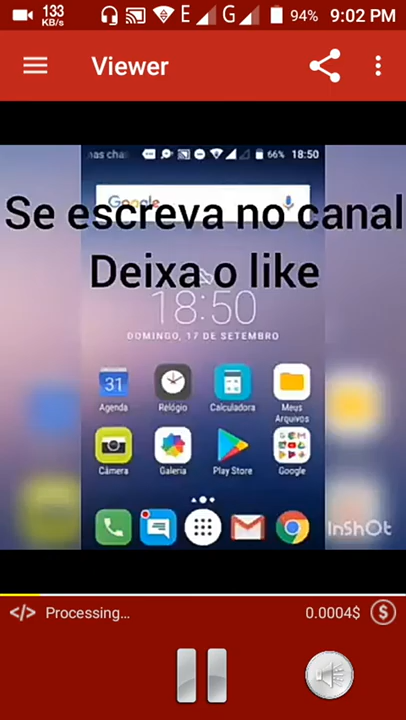 133
KB/s
E
G
94%
9:02 PM
Viewer
66%
18:50
Google
Se escreva no canal
Deixa o like
18:50
DOMINGO, 17 DE SETEMBRO
31
Agenda
Relógio
Calculadora
Meus
Arquivos
Câmera
Galeria
Play Store
Google
InShOt
</> Processing...
0.0004$
$